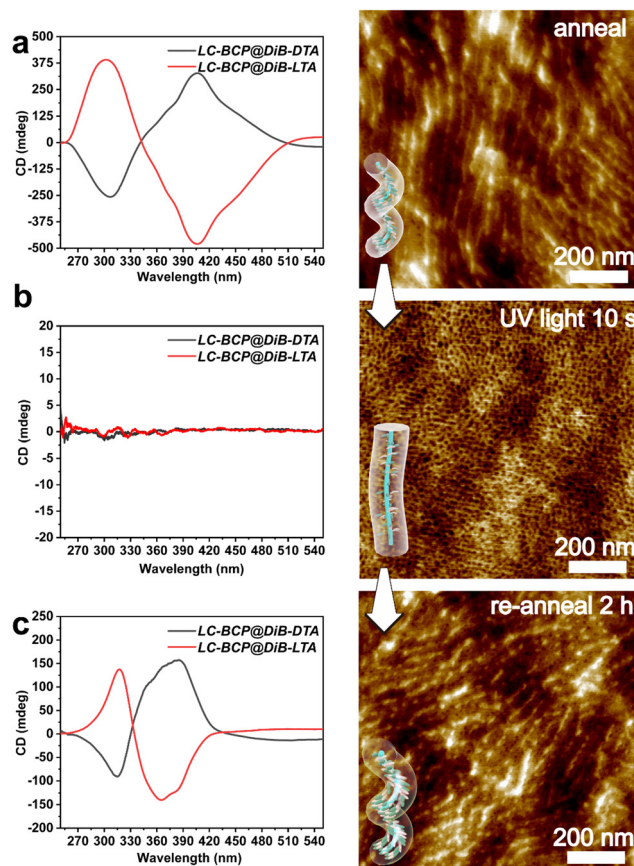 a
500
375
250
125
0
-125
-250
-375
-500
CD (mdeg)
LC-BCP@DiB-DTA
LC-BCP@DiB-LTA
270 300 330 360 390 420 450 480 510 540
Wavelength (nm)
anneal
200 nm
b
20
15
10
5
0
-5
-10
-15
-20
CD (mdeg)
LC-BCP@DiB-DTA
LC-BCP@DiB-LTA
270 300 330 360 390 420 450 480 510 540
Wavelength (nm)
UV light 10 s
200 nm
c
250
200
150
100
50
0
-50
-100
-150
-200
CD (mdeg)
LC-BCP@DiB-DTA
LC-BCP@DiB-LTA
270 300 330 360 390 420 450 480 510 540
Wavelength (nm)
re-anneal 2 h
200 nm